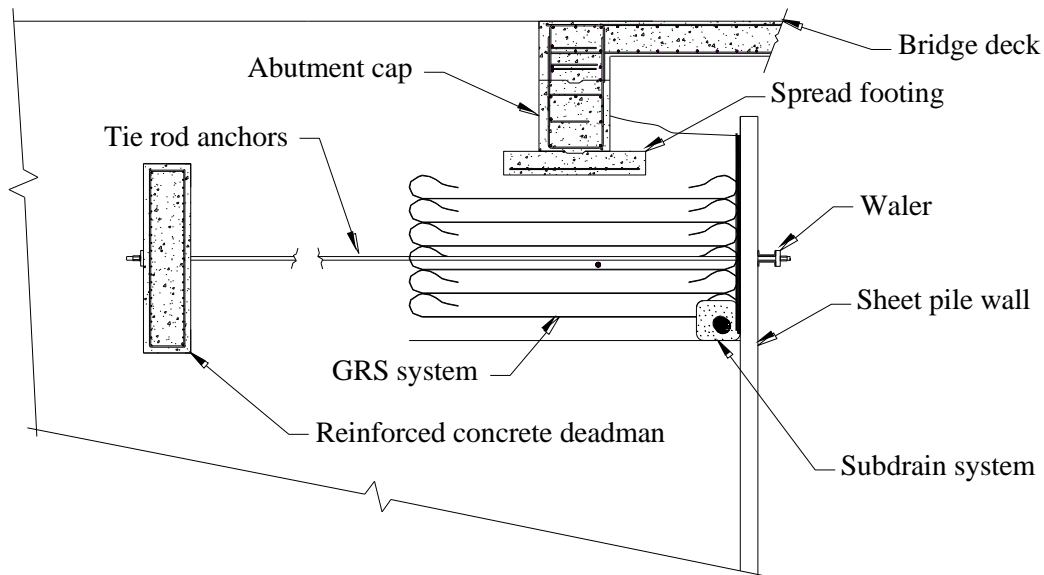 Bridge deck
Abutment cap
Spread footing
Tie rod anchors
Waler
Sheet pile wall
GRS system
Reinforced concrete deadman
Subdrain system